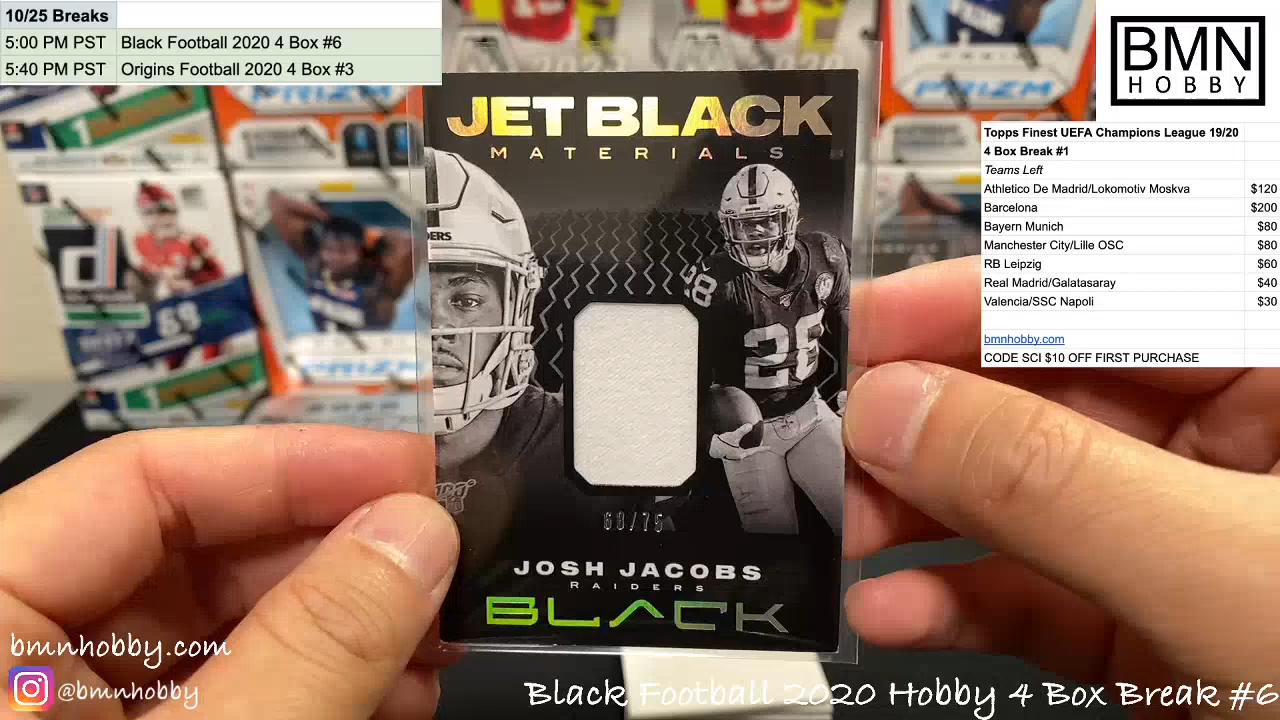 10/25 Breaks
5:00 PM PST Black Football 2020 4 Box #6
5:40 PM PST Origins Football 2020 4 Box #3
BMN
HOBBY
Topps Finest UEFA Champions League 19/20
4 Box Break #1
Teams Left
Athletico De Madrid/Lokomotiv Moskva $120
Barcelona $200
Bayern Munich $80
Manchester City/Lille OSC $80
RB Leipzig $60
Real Madrid/Galatasaray $40
Valencia/SSC Napoli $30
bmnhobby.com
CODE SCI $10 OFF FIRST PURCHASE
PRIZM
PRIZM
JET BLACK
MATERIALS
DERS
28
28
68/75
JOSH JACOBS
RAIDERS
BLACK
bmnhobby.com
@bmnhobby
Black Football 2020 Hobby 4 Box Break #6